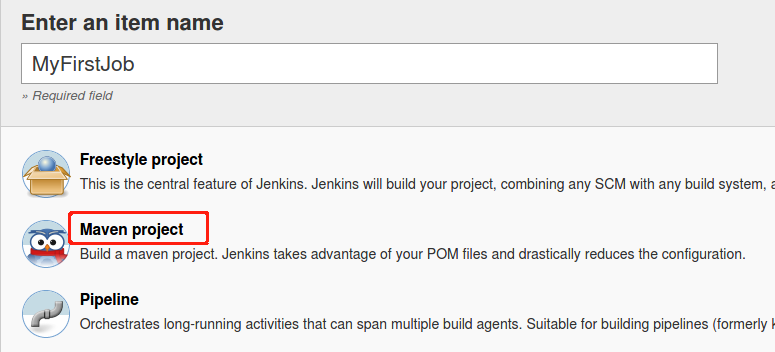 Enter an item name
MyFirstJob
» Required field
Freestyle project
This is the central feature of Jenkins. Jenkins will build your project, combining any SCM with any build system,
Maven project
Build a maven project. Jenkins takes advantage of your POM files and drastically reduces the configuration.
Pipeline
Orchestrates long-running activities that can span multiple build agents. Suitable for building pipelines (formerly